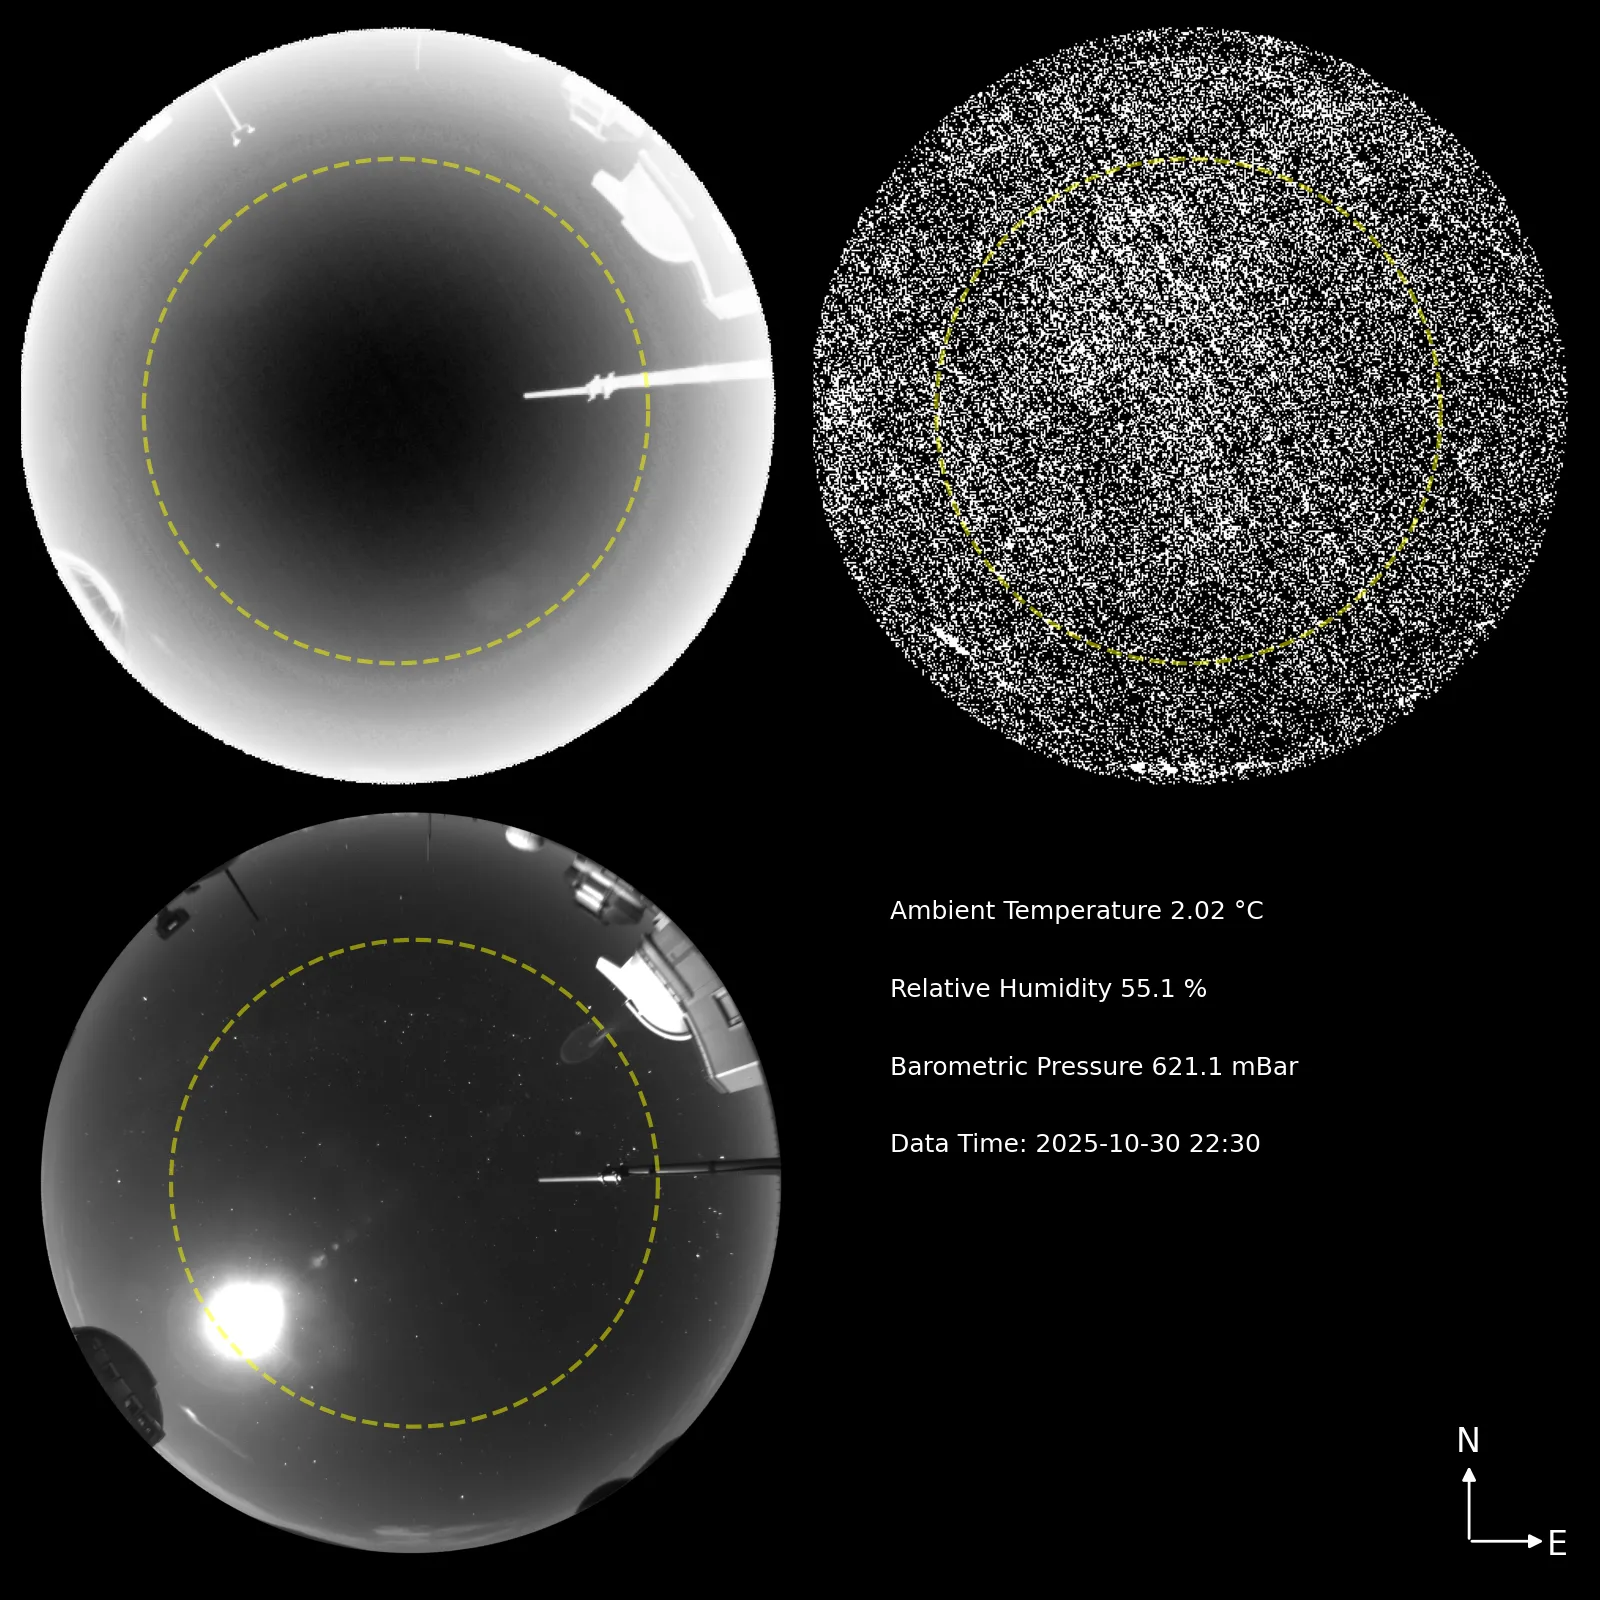 Ambient Temperature 2.02 °C
Relative Humidity 55.1 %
Barometric Pressure 621.1 mBar
Data Time: 2025-10-30 22:30
N
E